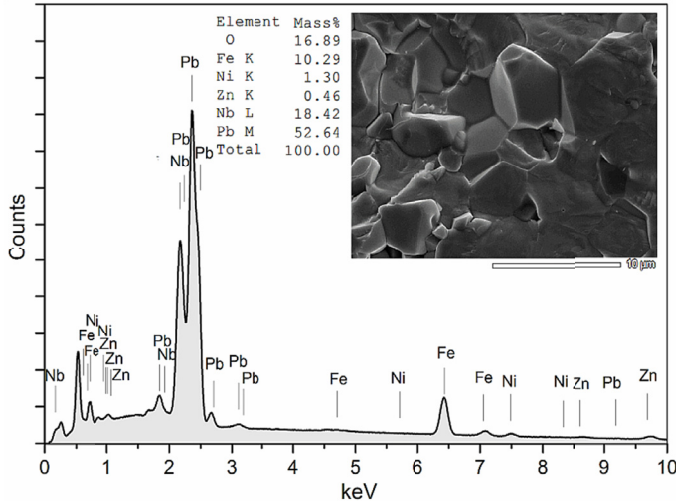 Element Mass%
O 16.89
Fe K 10.29
Ni K 1.30
Zn K 0.46
Nb L 18.42
Pb M 52.64
Total 100.00
10 µm
Pb
Pb
Nb Pb
Ni
Fe Ni
Fe Zn
Zn
Zn
Nb
Pb
Nb
Pb
Pb
Pb
Fe
Ni
Fe
Fe
Ni
Ni
Zn
Pb
Zn
Counts
0 1 2 3 4 5 6 7 8 9 10
keV